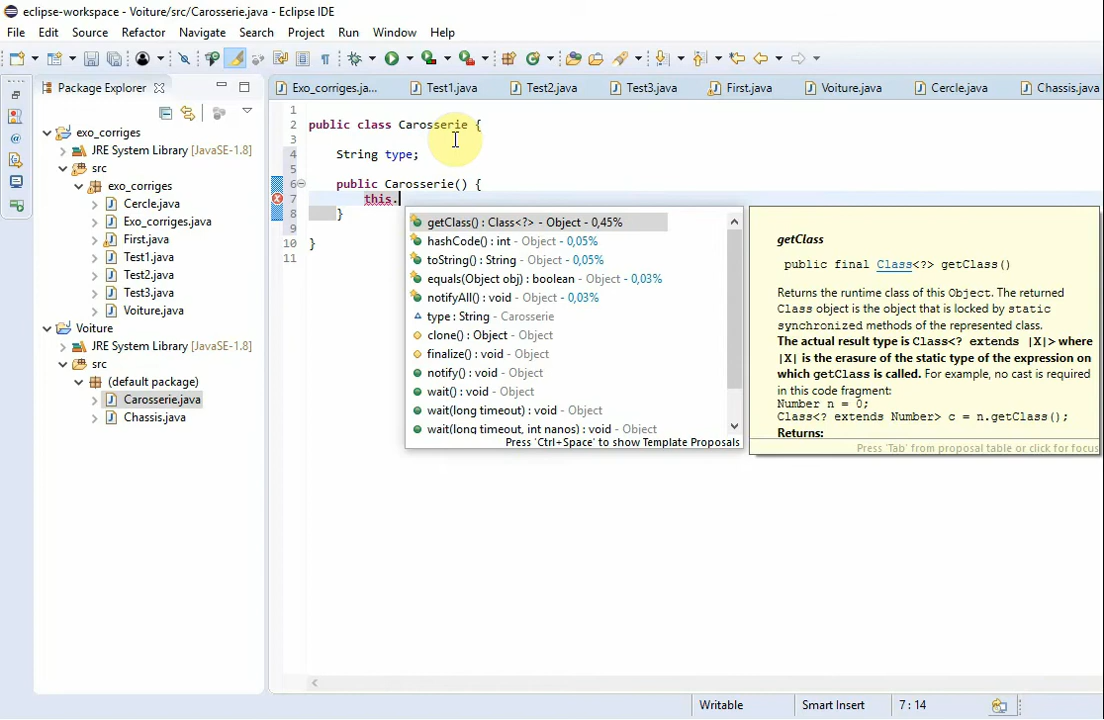 eclipse-workspace - Voiture/src/Carosserie.java - Eclipse IDE
File Edit Source Refactor Navigate Search Project Run Window Help
Package Explorer
Exo_corriges.ja... Test1.java Test2.java Test3.java First.java Voiture.java Cercle.java Chassis.java
exo_corriges
JRE System Library [JavaSE-1.8]
src
exo_corriges
Cercle.java
Exo_corriges.java
First.java
Test1.java
Test2.java
Test3.java
Voiture.java
Voiture
JRE System Library [JavaSE-1.8]
src
(default package)
Carosserie.java
Chassis.java
1
2 public class Carosserie {
3
4 String type;
5
6 public Carosserie() {
7 this.
8 }
9
10 }
11
getClass() : Class<?> - Object - 0,45%
hashCode() : int - Object - 0,05%
toString() : String - Object - 0,05%
equals(Object obj) : boolean - Object - 0,03%
notifyAll() : void - Object - 0,03%
type : String - Carosserie
clone() : Object - Object
finalize() : void - Object
notify() : void - Object
wait() : void - Object
wait(long timeout) : void - Object
wait(long timeout, int nanos) : void - Object
Press 'Ctrl+Space' to show Template Proposals
getClass
public final Class<?> getClass()
Returns the runtime class of this Object. The returned
Class object is the object that is locked by static
synchronized methods of the represented class.
The actual result type is Class<? extends |X|> where
|X| is the erasure of the static type of the expression on
which getClass is called. For example, no cast is required
in this code fragment:
Number n = 0;
Class<? extends Number> c = n.getClass();
Returns:
Press 'Tab' from proposal table or click for focus
Writable Smart Insert 7 : 14